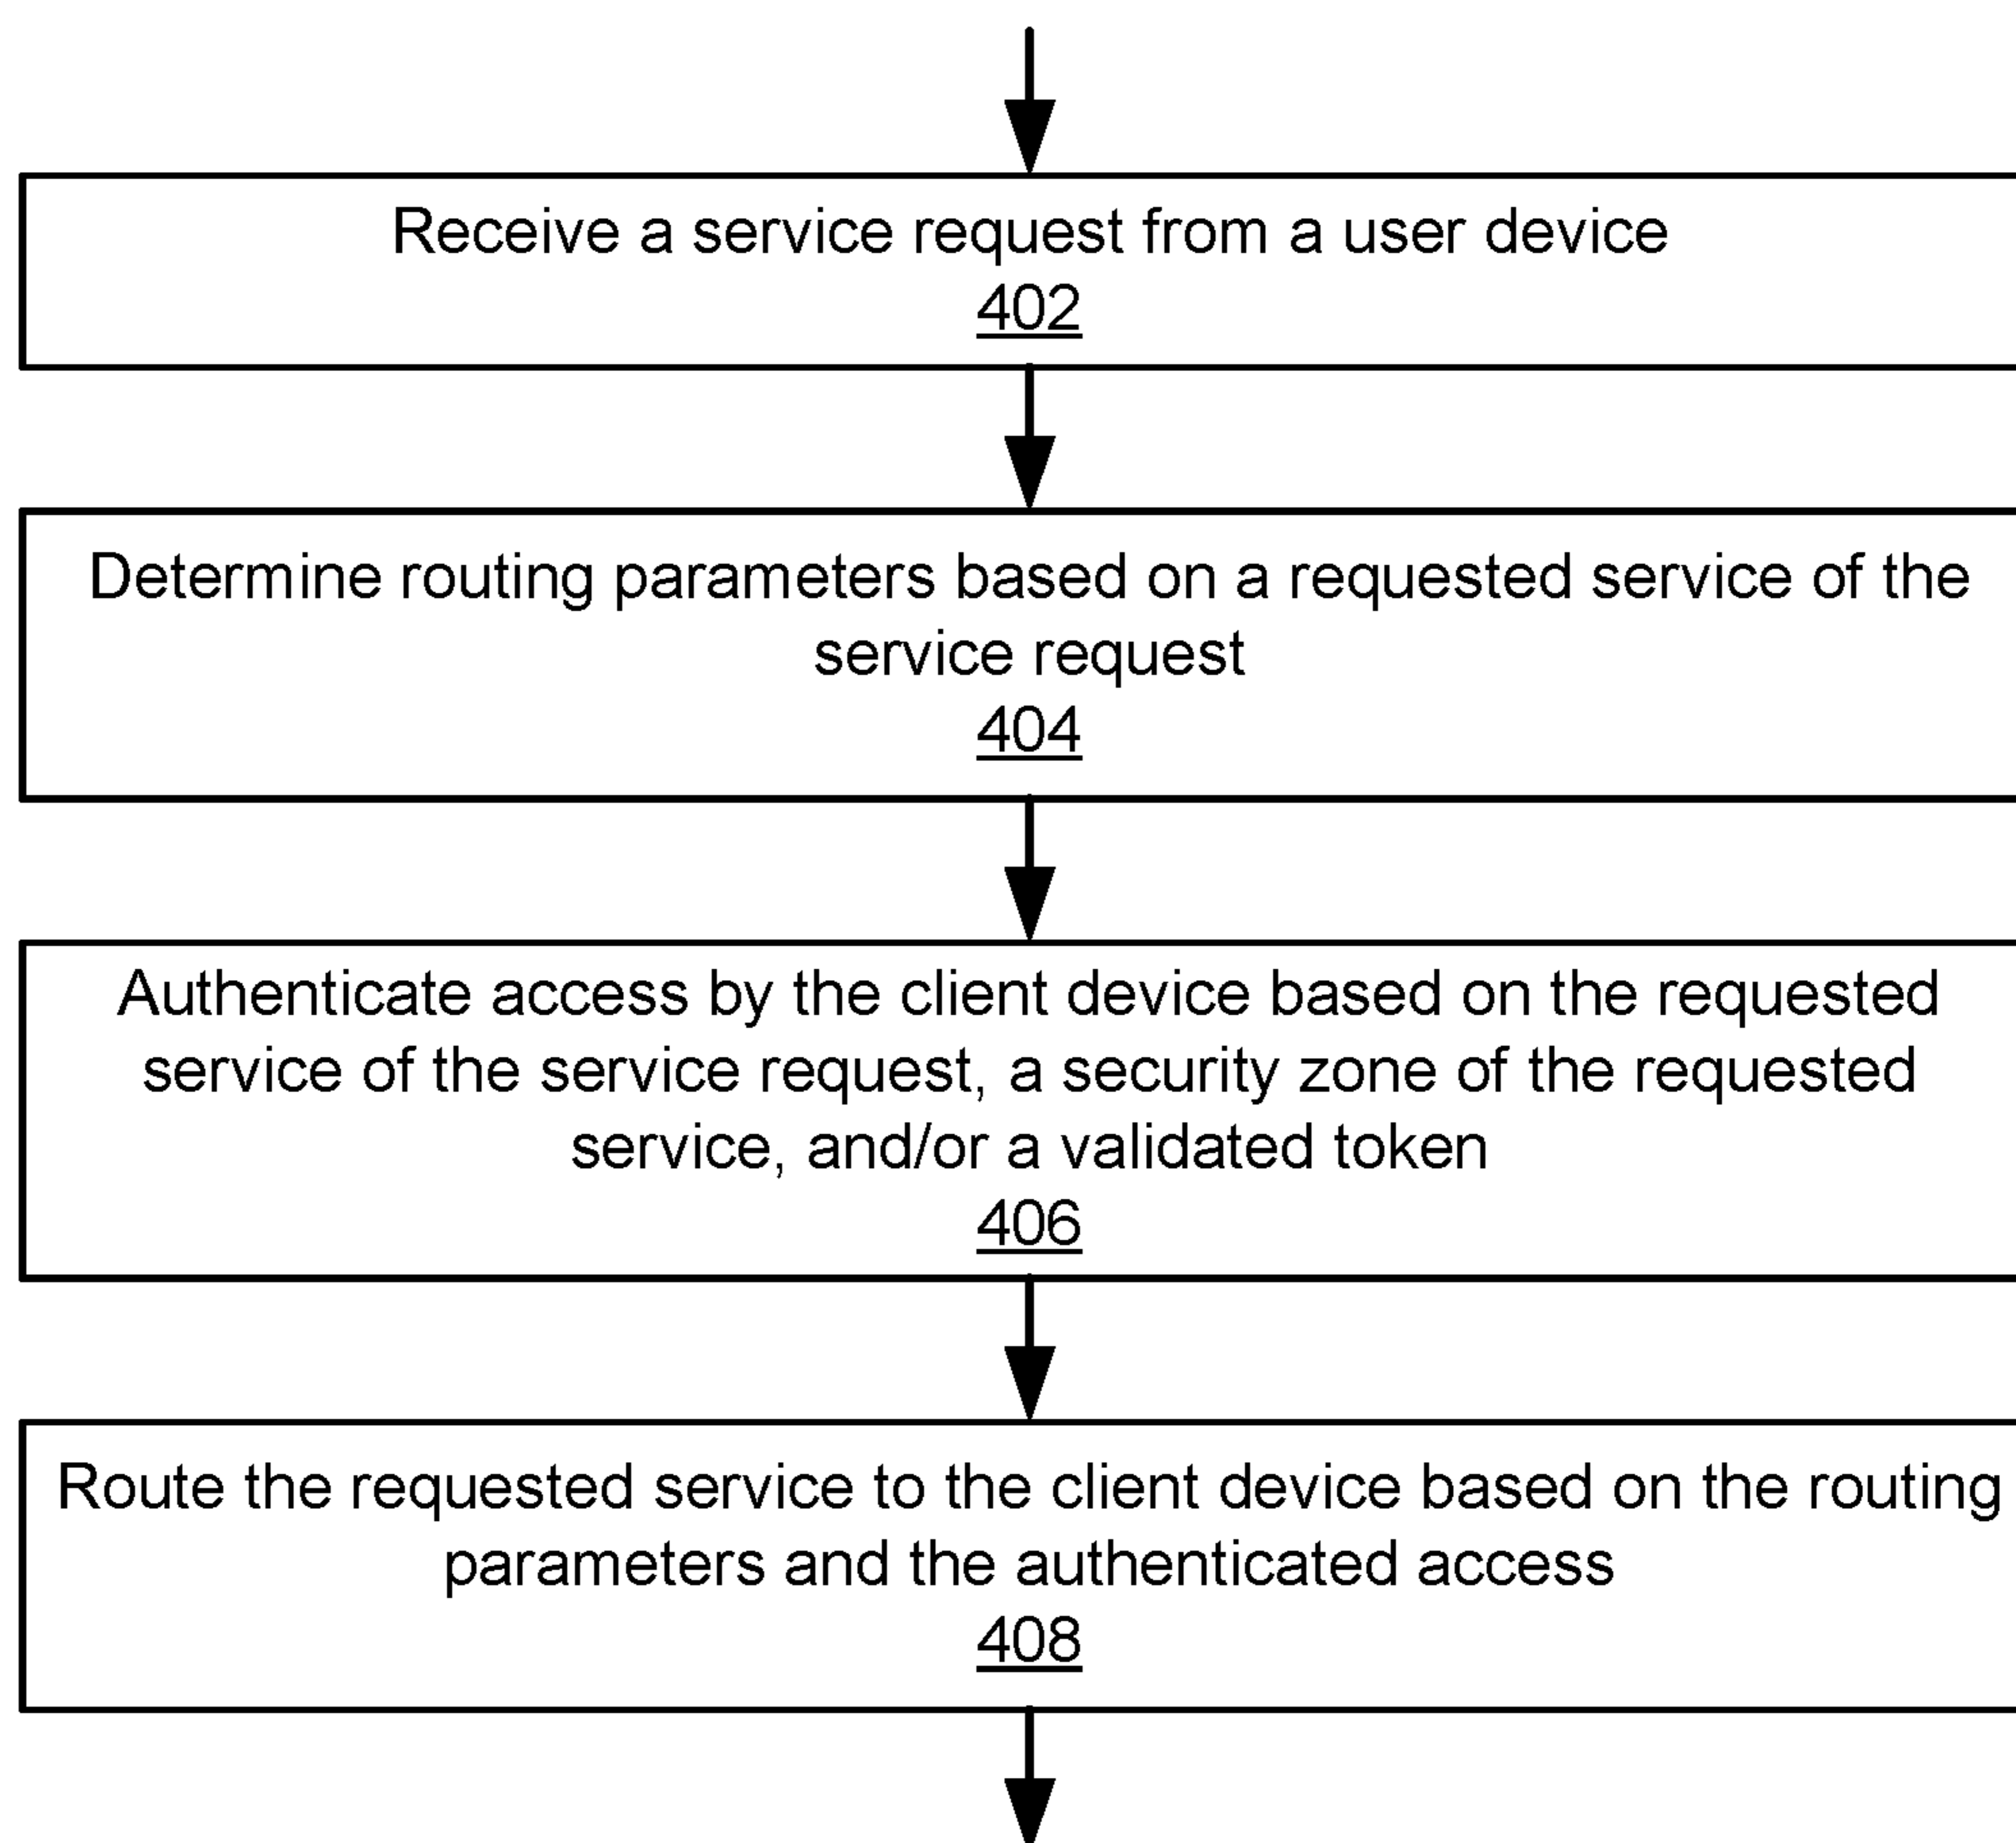 Receive a service request from a user device
402
Determine routing parameters based on a requested service of the
service request
404
Authenticate access by the client device based on the requested
service of the service request, a security zone of the requested
service, and/or a validated token
406
Route the requested service to the client device based on the routing
parameters and the authenticated access
408